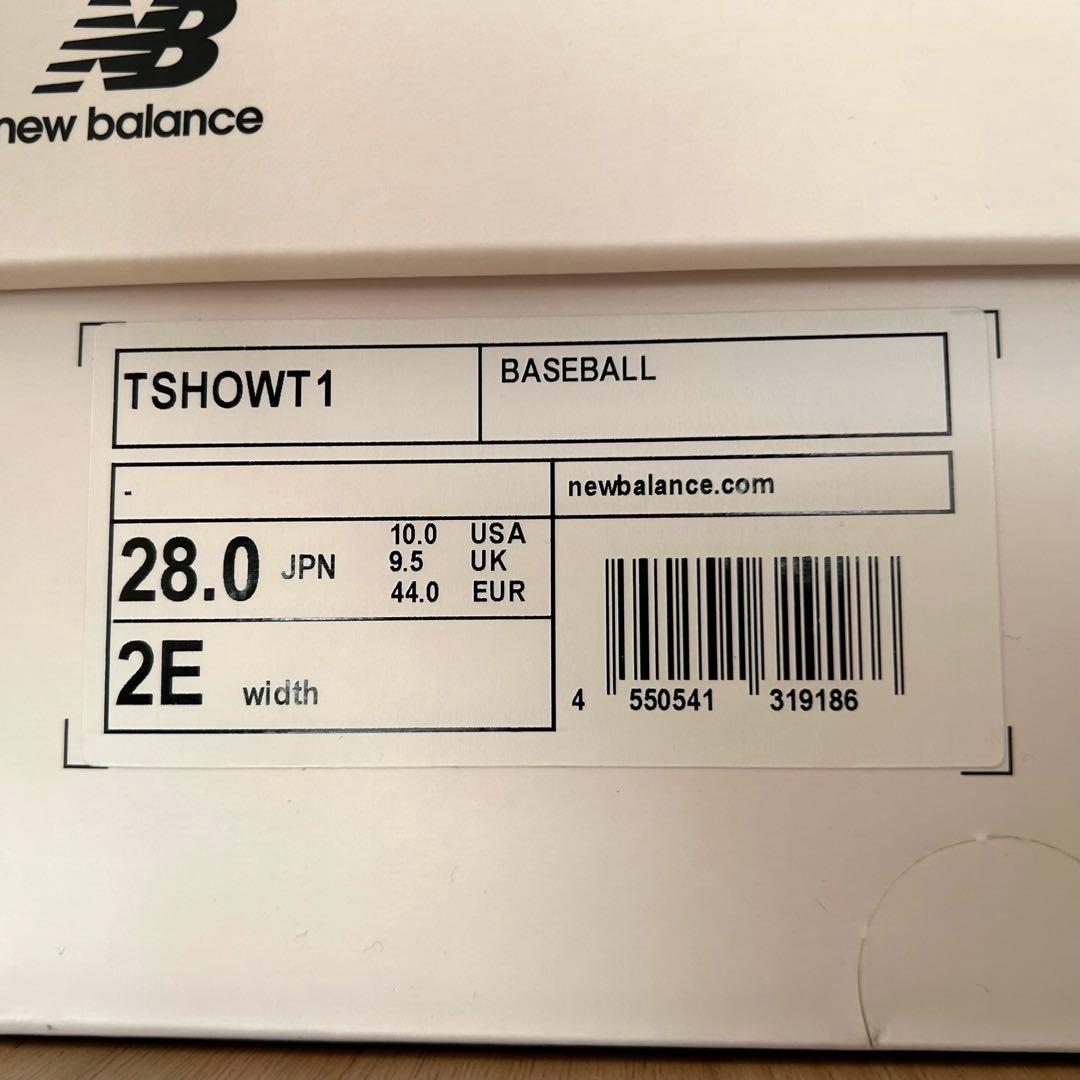 NB
new balance
TSHOWT1
BASEBALL
-
newbalance.com
28.0 JPN
10.0 USA
9.5 UK
44.0 EUR
2E width
4 550541 319186